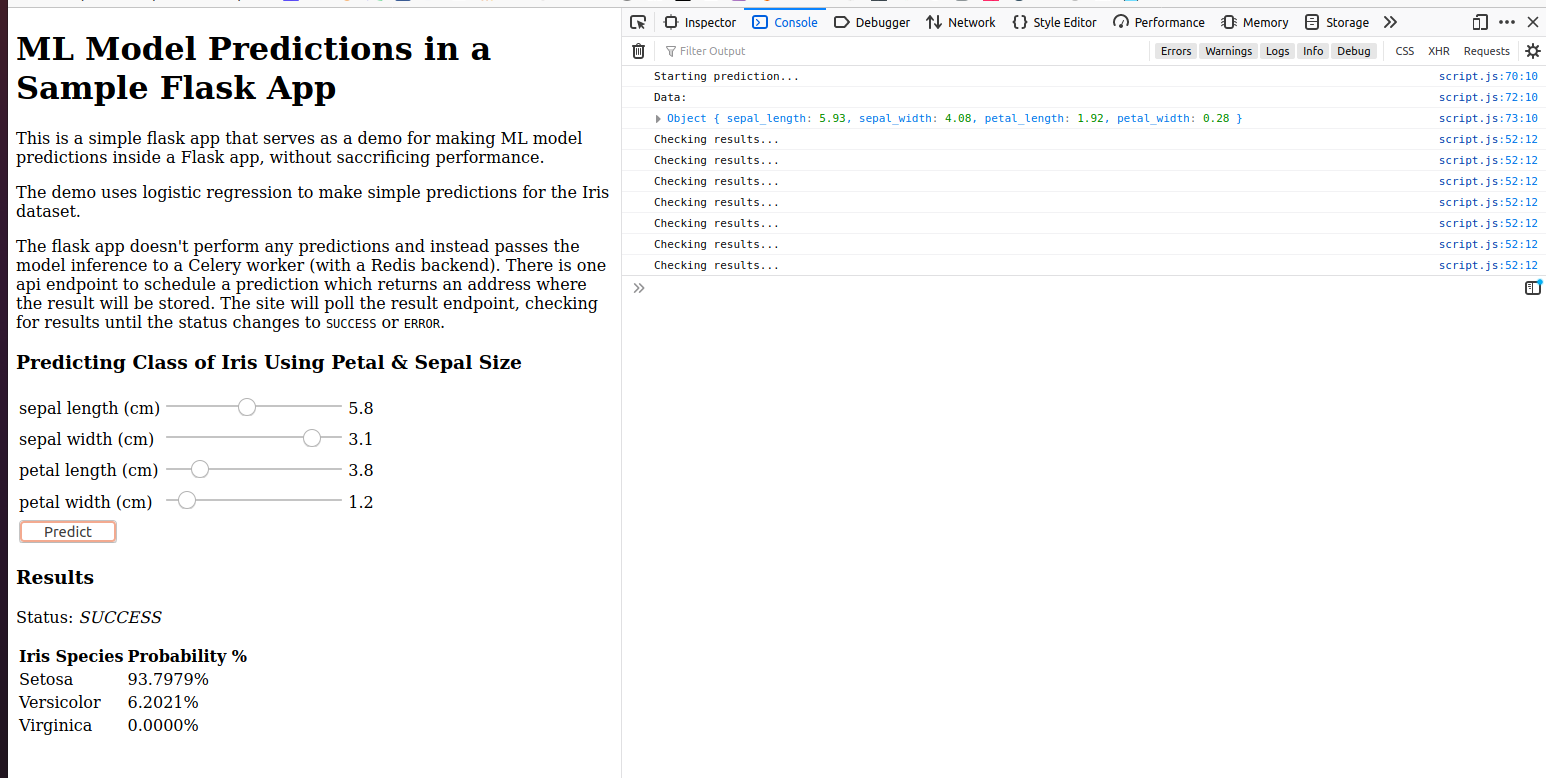 ML Model Predictions in a
Sample Flask App
This is a simple flask app that serves as a demo for making ML model
predictions inside a Flask app, without saccrificing performance.
The demo uses logistic regression to make simple predictions for the Iris
dataset.
The flask app doesn't perform any predictions and instead passes the
model inference to a Celery worker (with a Redis backend). There is one
api endpoint to schedule a prediction which returns an address where
the result will be stored. The site will poll the result endpoint, checking
for results until the status changes to SUCCESS or ERROR.
Predicting Class of Iris Using Petal & Sepal Size
sepal length (cm) 5.8
sepal width (cm) 3.1
petal length (cm) 3.8
petal width (cm) 1.2
Predict
Results
Status: SUCCESS
Iris Species Probability %
Setosa 93.7979%
Versicolor 6.2021%
Virginica 0.0000%
Inspector Console Debugger Network Style Editor Performance Memory Storage
Filter Output Errors Warnings Logs Info Debug CSS XHR Requests
Starting prediction... script.js:70:10
Data: script.js:72:10
Object { sepal_length: 5.93, sepal_width: 4.08, petal_length: 1.92, petal_width: 0.28 } script.js:73:10
Checking results... script.js:52:12
Checking results... script.js:52:12
Checking results... script.js:52:12
Checking results... script.js:52:12
Checking results... script.js:52:12
Checking results... script.js:52:12
Checking results... script.js:52:12